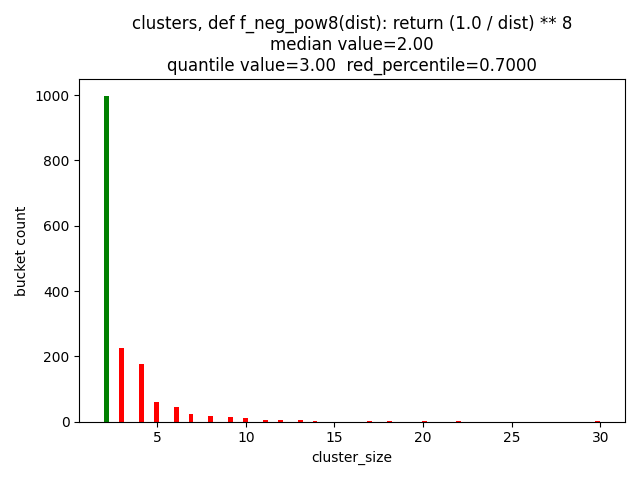 clusters, def f_neg_pow8(dist): return (1.0 / dist) ** 8
median value=2.00
quantile value=3.00  red_percentile=0.7000
1000
800
600
400
200
0
bucket count
5
10
15
20
25
30
cluster_size